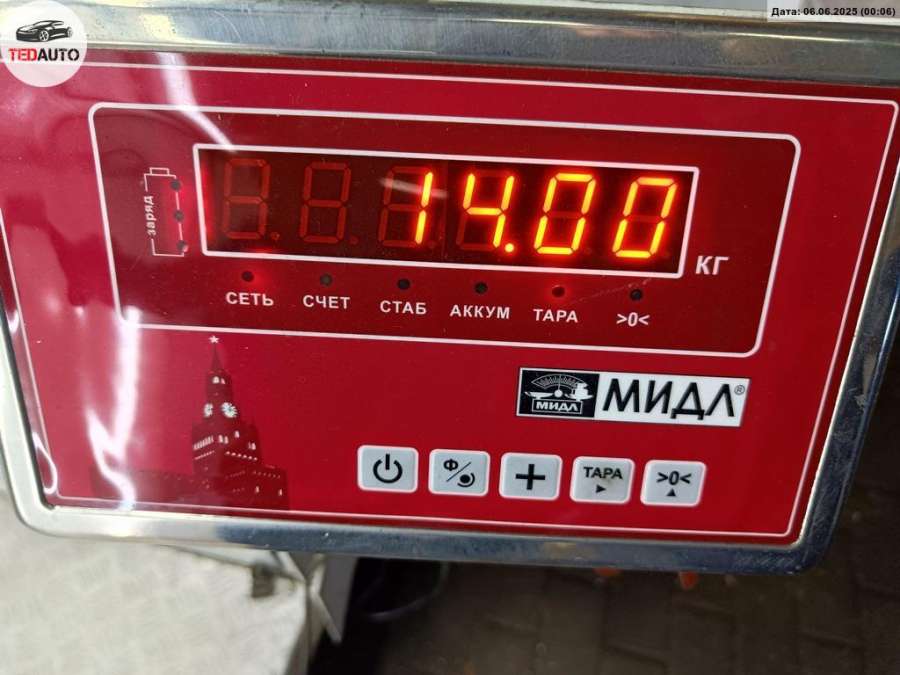 Дата: 06.06.2025 (00:06)
TEDAUTO
заряд
14.00
КГ
СЕТЬ СЧЕТ СТАБ АККУМ ТАРА >0<
МИДЛ МИДЛ®
Ф/ + ТАРА >0<